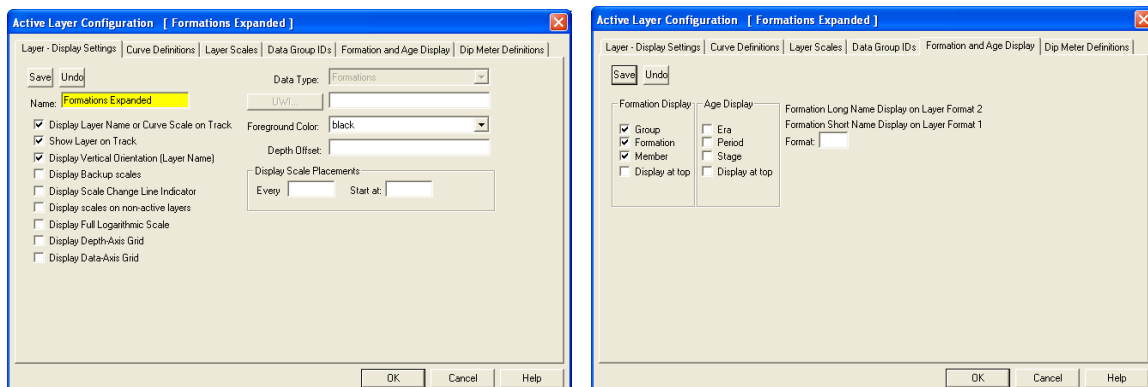 Active Layer Configuration [ Formations Expanded ]
Layer - Display Settings Curve Definitions Layer Scales Data Group IDs Formation and Age Display Dip Meter Definitions
Save Undo
Data Type: Formations
Name: Formations Expanded
UWI...
Display Layer Name or Curve Scale on Track
Foreground Color: black
Show Layer on Track
Depth Offset:
Display Vertical Orientation (Layer Name)
Display Backup scales
Display Scale Placements
Display Scale Change Line Indicator
Every Start at:
Display scales on non-active layers
Display Full Logarithmic Scale
Display Depth-Axis Grid
Display Data-Axis Grid
OK Cancel Help
Active Layer Configuration [ Formations Expanded ]
Layer - Display Settings Curve Definitions Layer Scales Data Group IDs Formation and Age Display Dip Meter Definitions
Save Undo
Formation Display
Group
Formation
Member
Display at top
Age Display
Era
Period
Stage
Display at top
Formation Long Name Display on Layer Format 2
Formation Short Name Display on Layer Format 1
Format:
OK Cancel Help